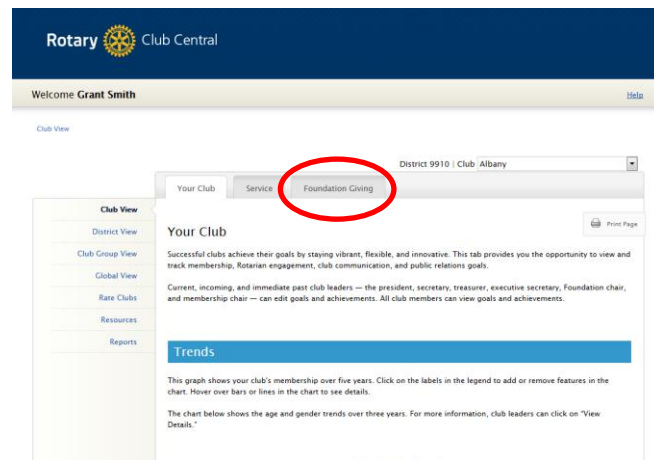 Rotary Club Central
Welcome Grant Smith
Help
Club View
District 9910 | Club Albany
Your Club Service Foundation Giving
Club View
District View
Club Group View
Global View
Rate Clubs
Resources
Reports
Print Page
Your Club
Successful clubs achieve their goals by staying vibrant, flexible, and innovative. This tab provides you the opportunity to view and
track membership, Rotarian engagement, club communication, and public relations goals.
Current, incoming, and immediate past club leaders — the president, secretary, treasurer, executive secretary, Foundation chair,
and membership chair — can edit goals and achievements. All club members can view goals and achievements.
Trends
This graph shows your club's membership over five years. Click on the labels in the legend to add or remove features in the
chart. Hover over bars or lines in the chart to see details.
The chart below shows the age and gender trends over three years. For more information, club leaders can click on "View
Details."